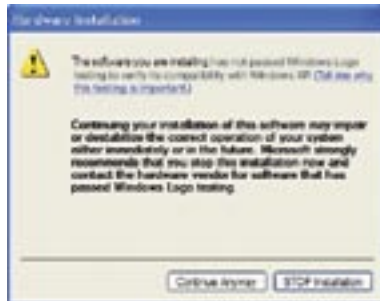 Hardware Installation
The software you are installing has not passed Windows Logo
testing to verify its compatibility with Windows XP. (Tell me why
this testing is important.)
Continuing your installation of this software may impair
or destabilize the correct operation of your system
either immediately or in the future. Microsoft strongly
recommends that you stop this installation now and
contact the hardware vendor for software that has
passed Windows Logo testing.
Continue Anyway STOP Installation